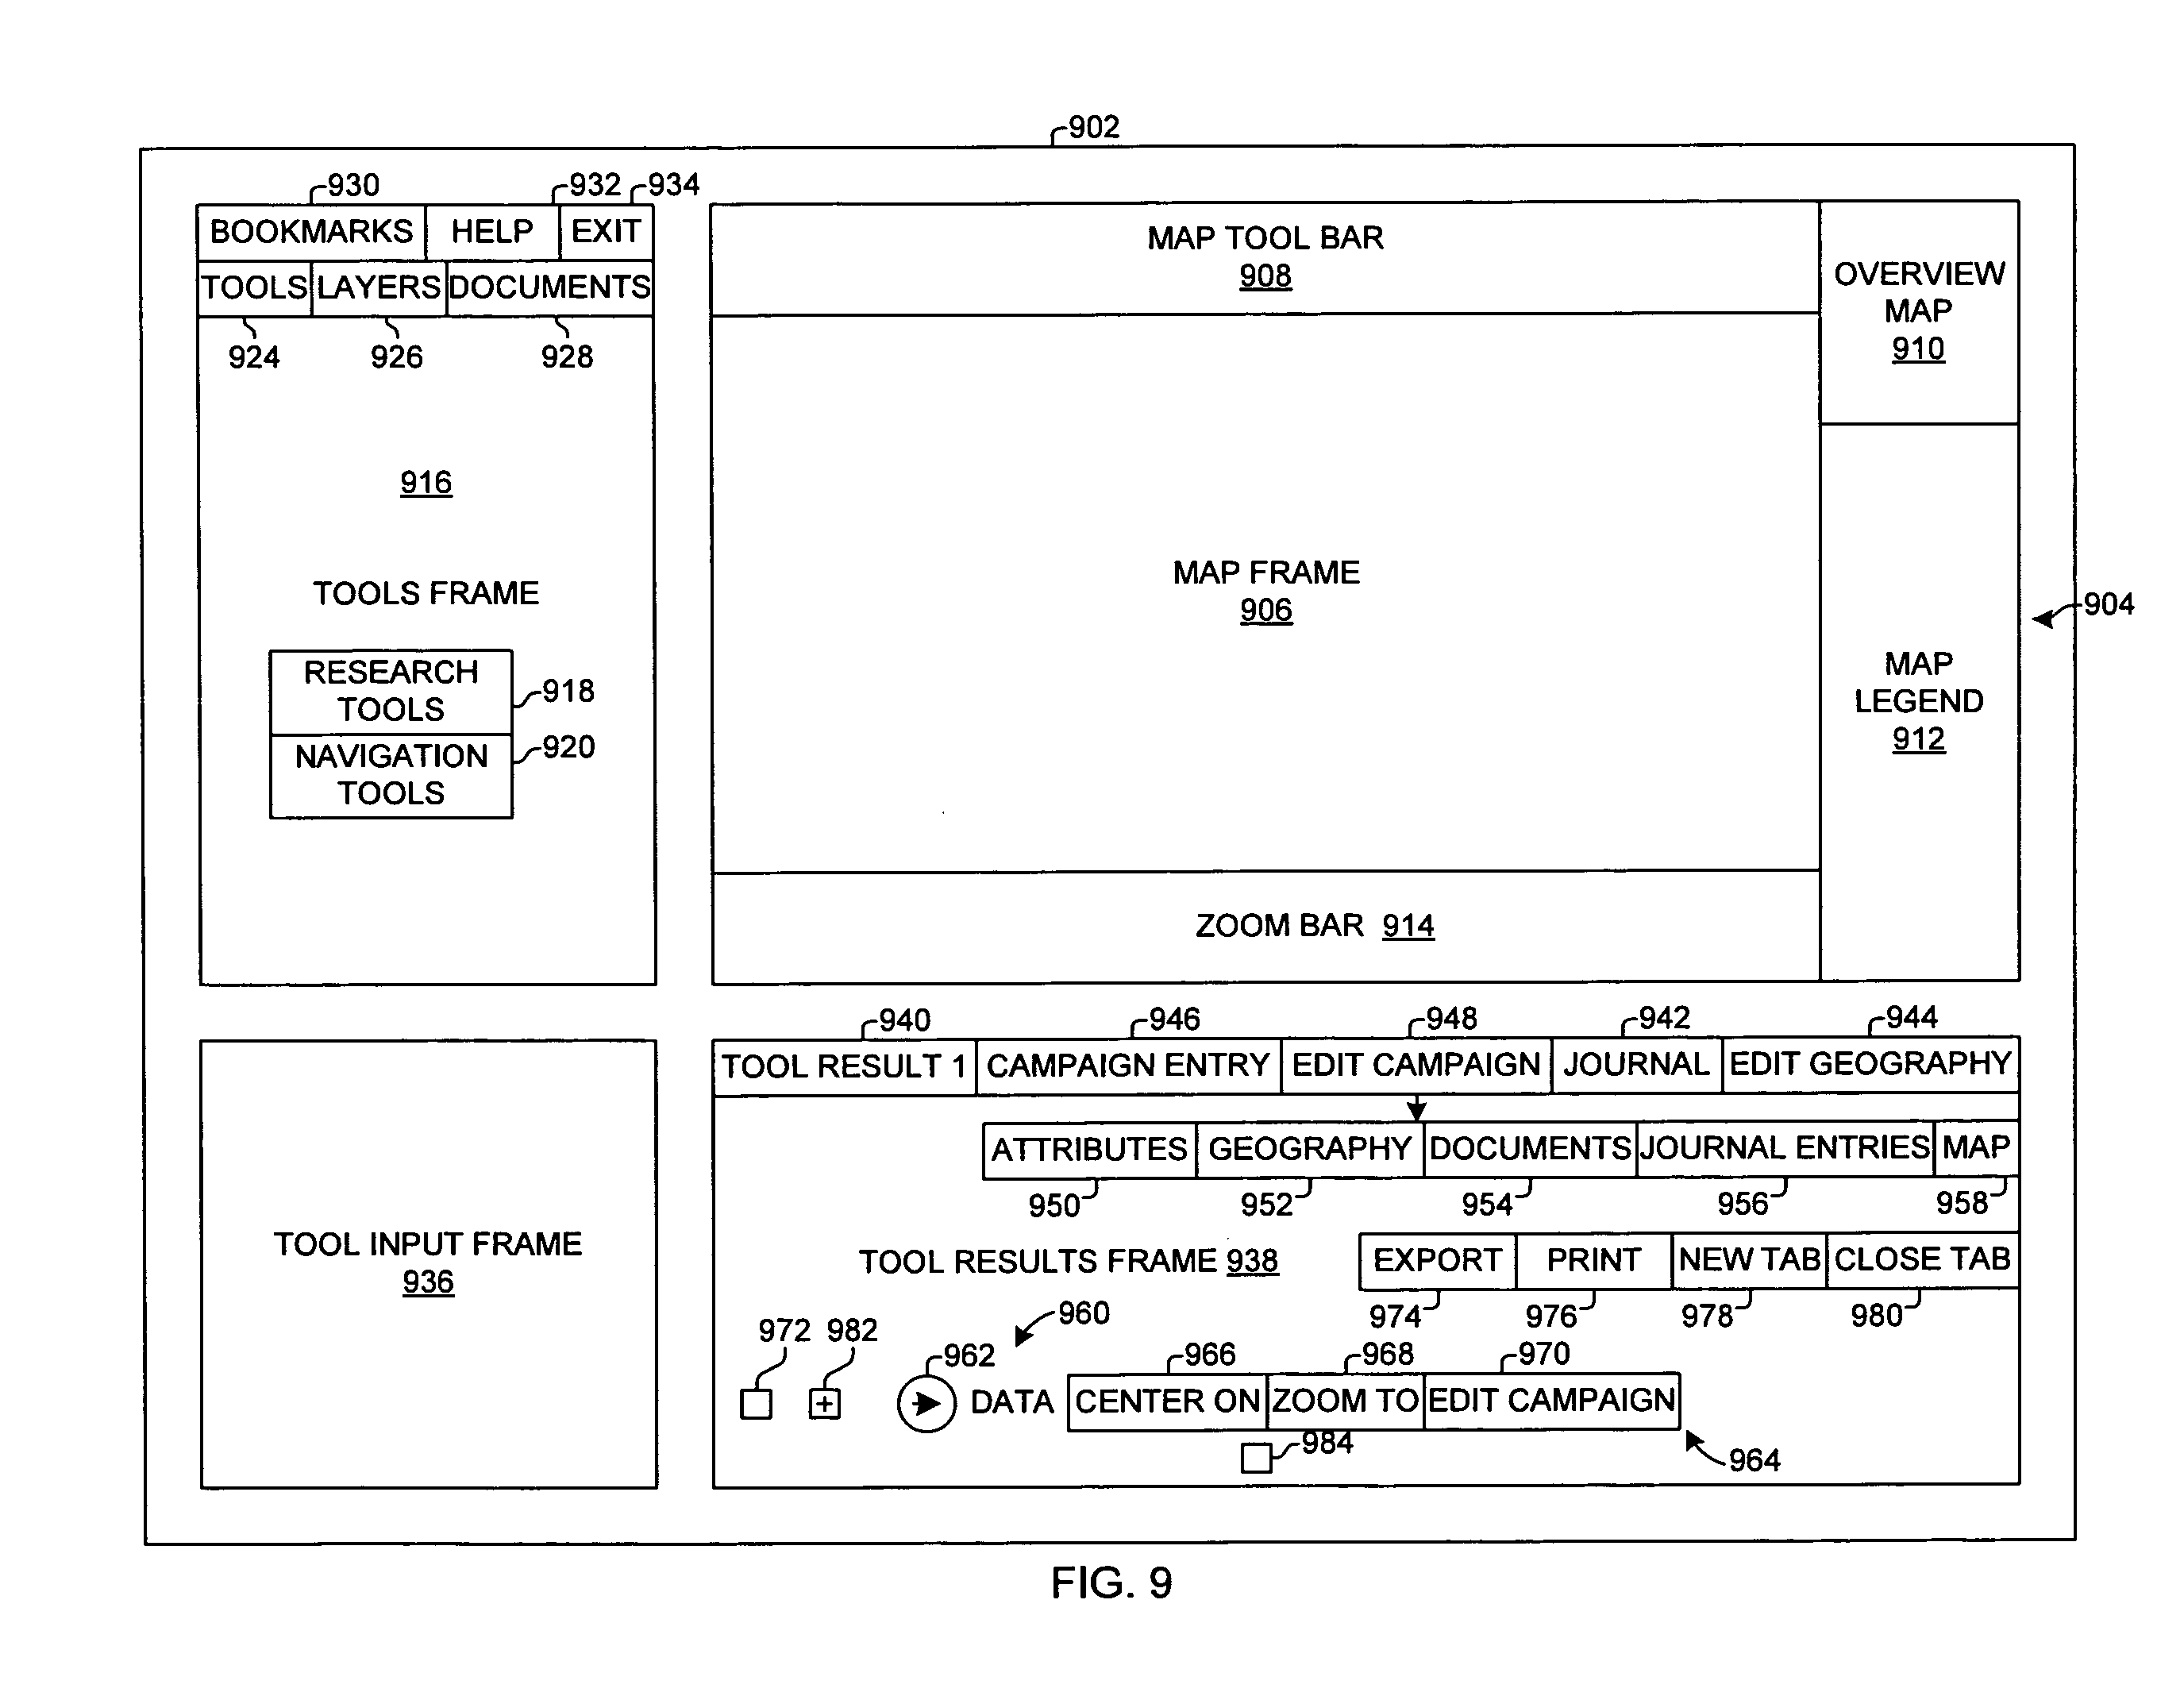 902
930 932 934
BOOKMARKS HELP EXIT
TOOLS LAYERS DOCUMENTS
924 926 928
916
TOOLS FRAME
RESEARCH
TOOLS
918
NAVIGATION
TOOLS
920
MAP TOOL BAR
908
OVERVIEW
MAP
910
MAP FRAME
906
904
MAP
LEGEND
912
ZOOM BAR 914
TOOL INPUT FRAME
936
940 946 948 942 944
TOOL RESULT 1 CAMPAIGN ENTRY EDIT CAMPAIGN JOURNAL EDIT GEOGRAPHY
ATTRIBUTES GEOGRAPHY DOCUMENTS JOURNAL ENTRIES MAP
950 952 954 956 958
TOOL RESULTS FRAME 938
EXPORT PRINT NEW TAB CLOSE TAB
974 976 978 980
972 982 962 960
966 968 970
+ DATA CENTER ON ZOOM TO EDIT CAMPAIGN
984 964
FIG. 9